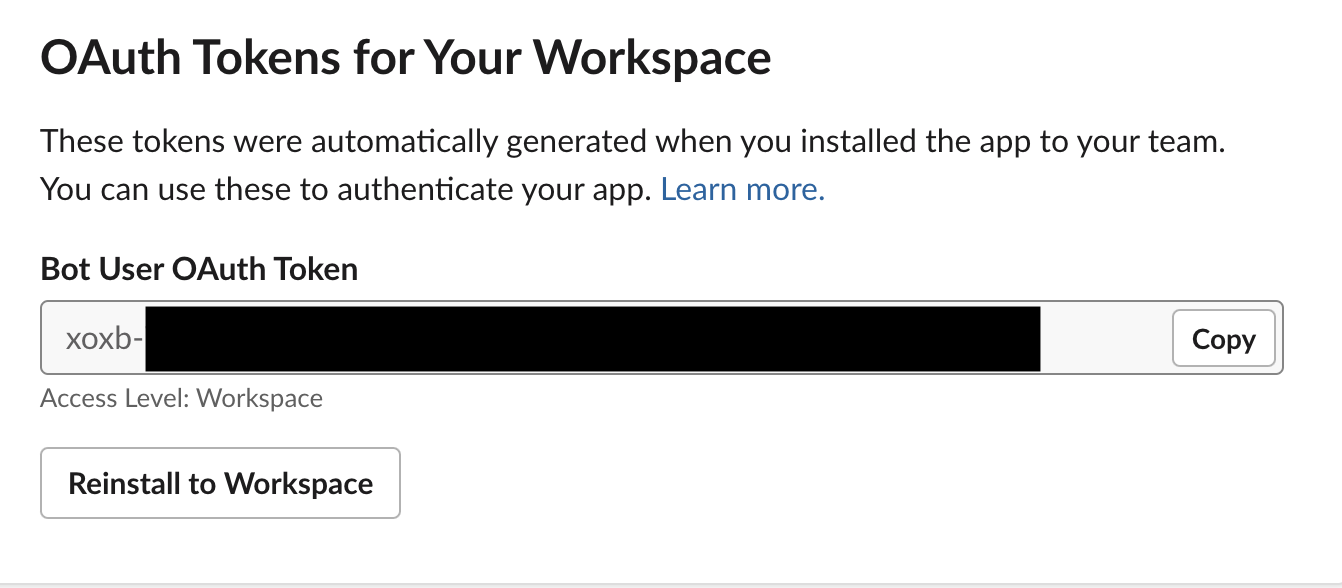 OAuth Tokens for Your Workspace
These tokens were automatically generated when you installed the app to your team.
You can use these to authenticate your app. Learn more.
Bot User OAuth Token
xoxb-
Copy
Access Level: Workspace
Reinstall to Workspace